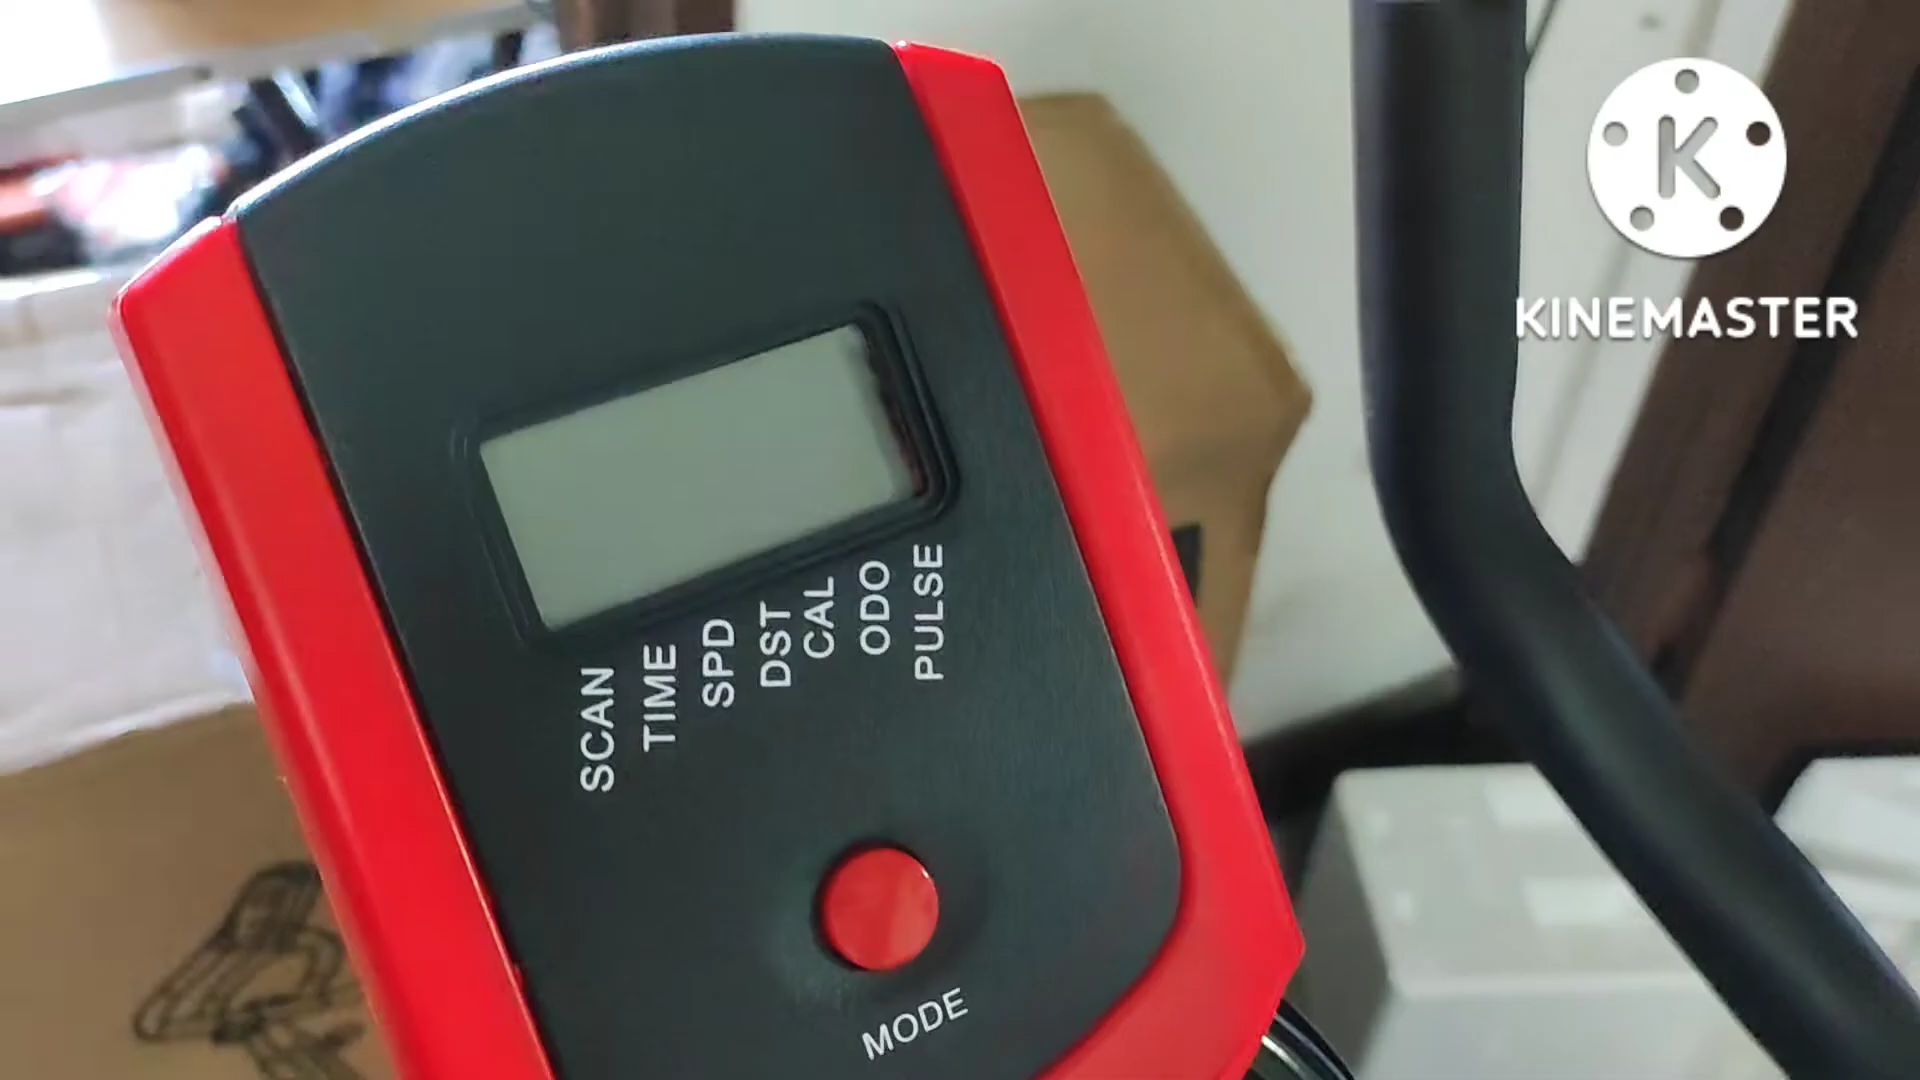 K
KINEMASTER
SCAN
TIME
SPD
DST
CAL
ODO
PULSE
MODE